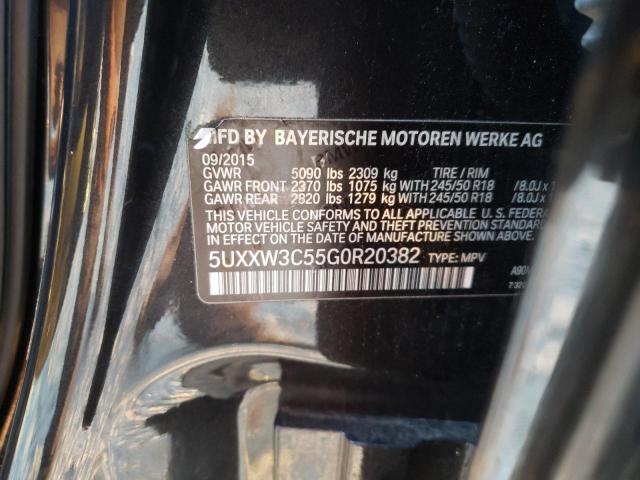 MFD BY BAYERISCHE MOTOREN WERKE AG
09/2015
GVWR 5090 lbs 2309 kg TIRE / RIM
GAWR FRONT 2370 lbs 1075 kg WITH 245/50 R18 /8.0J x
GAWR REAR 2820 lbs 1279 kg WITH 245/50 R18 /8.0J x
THIS VEHICLE CONFORMS TO ALL APPLICABLE U. S. FEDERA
MOTOR VEHICLE SAFETY AND THEFT PREVENTION
STANDARDS IN EFFECT ON THE DATE OF
MANUFACTURE SHOWN ABOVE.
5UXXW3C55G0R20382 TYPE: MPV